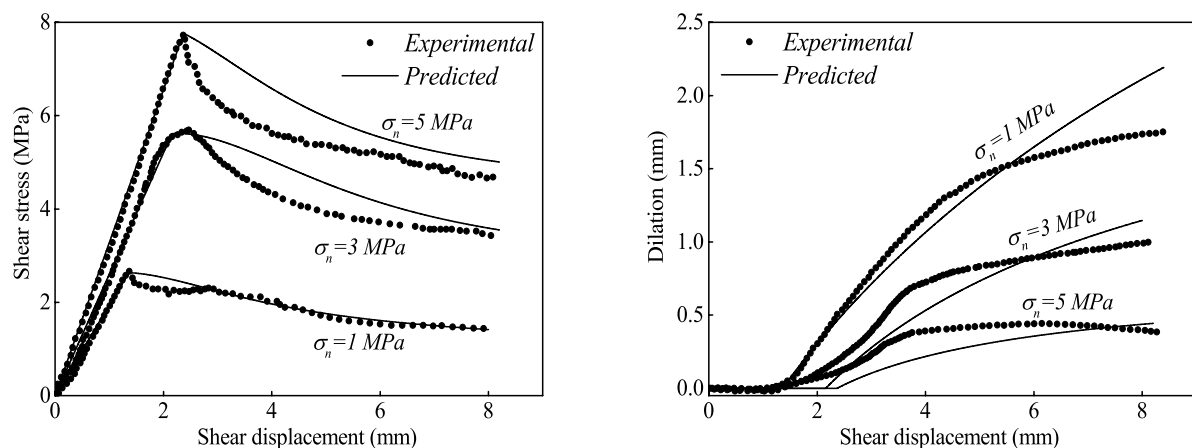 8
6
4
2
0
Shear stress (MPa)
Experimental
Predicted
σn=5 MPa
σn=3 MPa
σn=1 MPa
0 2 4 6 8
Shear displacement (mm)
2.5
2.0
1.5
1.0
0.5
0.0
Dilation (mm)
Experimental
Predicted
σn=1 MPa
σn=3 MPa
σn=5 MPa
0 2 4 6 8
Shear displacement (mm)